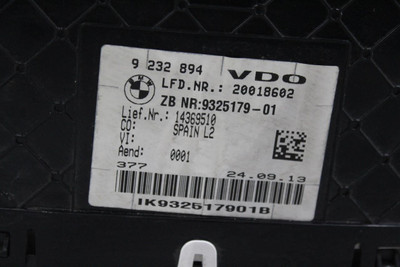 9 232 894 VDO
LFD.NR.: 20018602
ZB NR:9325179-01
Lief.Nr.: 14369510
CO: SPAIN L2
VI:
Aend: 0001
377 24.09.13
IK9325179018